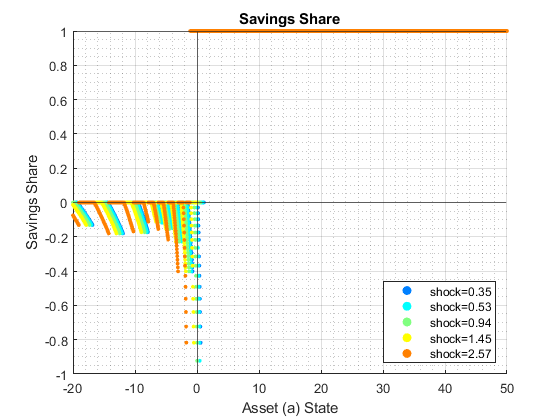 Savings Share
1
0.8
0.6
0.4
0.2
0
-0.2
-0.4
-0.6
-0.8
-1
Savings Share
shock=0.35
shock=0.53
shock=0.94
shock=1.45
shock=2.57
-20 -10 0 10 20 30 40 50
Asset (a) State